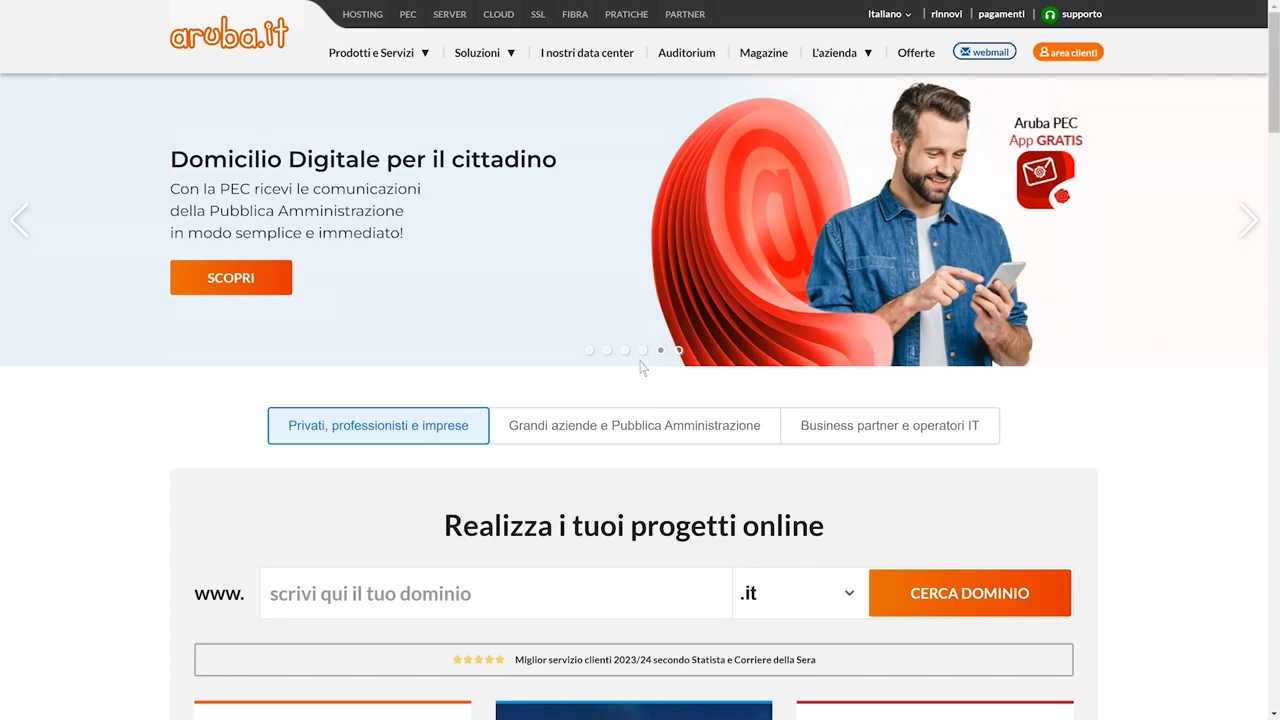 HOSTING PEC SERVER CLOUD SSL FIBRA PRATICHE PARTNER
Italiano rinnovi pagamenti supporto
aruba.it
Prodotti e Servizi ▼ Soluzioni ▼ I nostri data center Auditorium Magazine L'azienda ▼ Offerte webmail area clienti
Domicilio Digitale per il cittadino
Con la PEC ricevi le comunicazioni
della Pubblica Amministrazione
in modo semplice e immediato!
SCOPRI
@
Aruba PEC
App GRATIS
Privati, professionisti e imprese
Grandi aziende e Pubblica Amministrazione
Business partner e operatori IT
Realizza i tuoi progetti online
www. scrivi qui il tuo dominio .it CERCA DOMINIO
Miglior servizio clienti 2023/24 secondo Statista e Corriere della Sera